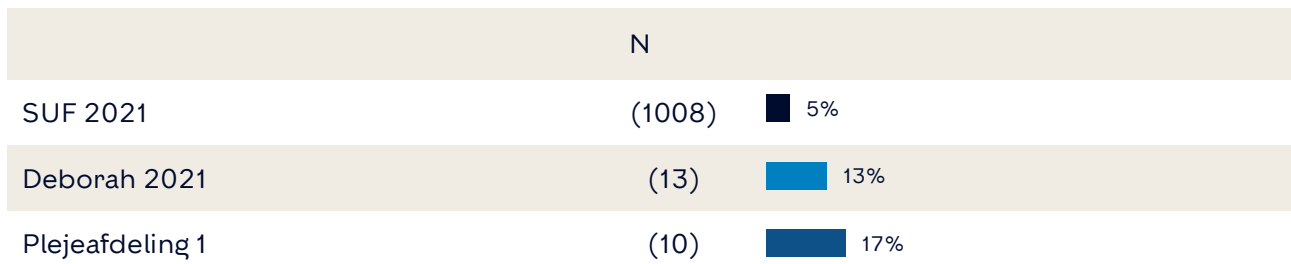 N
SUF 2021 (1008) 5%
Deborah 2021 (13) 13%
Plejeafdeling 1 (10) 17%